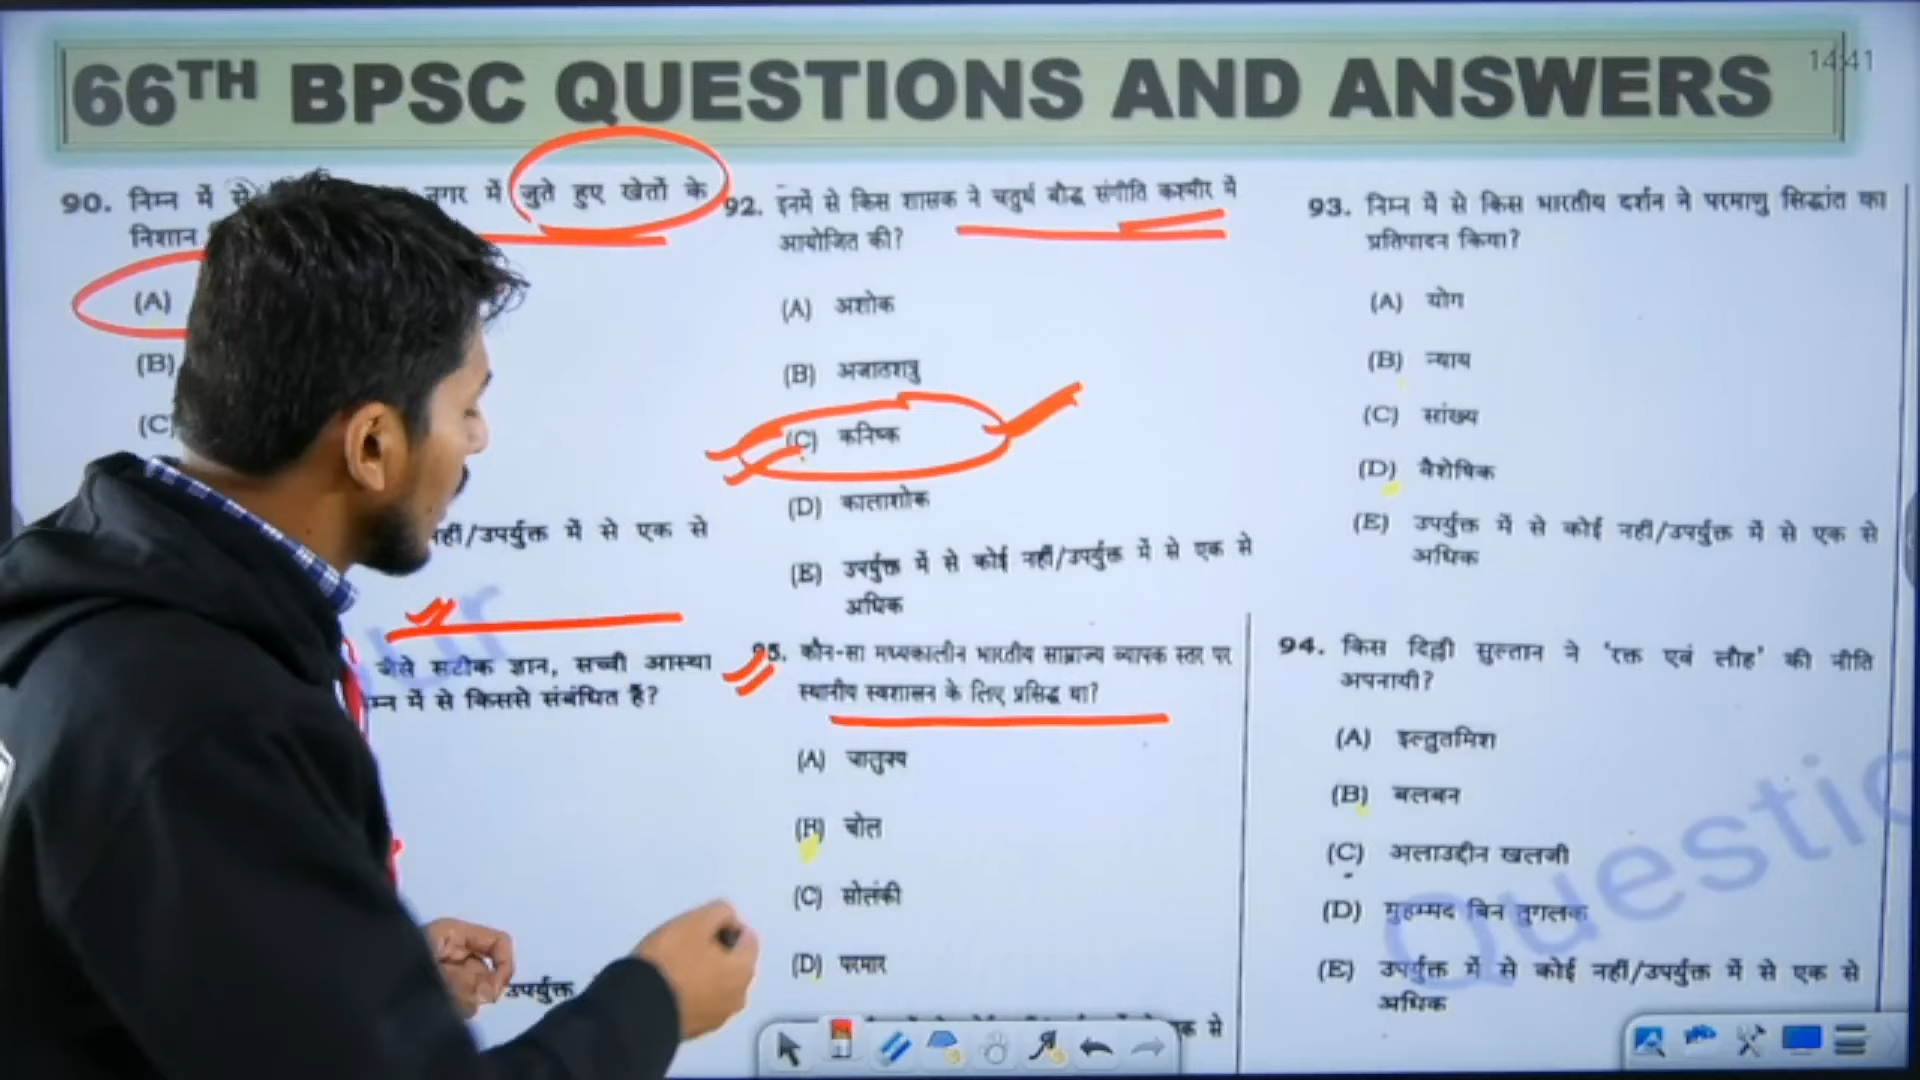 14:41
66TH BPSC QUESTIONS AND ANSWERS
90. निम्न में से नगर में जुते हुए खेतों के
निशान
(A)
(B)
(C)
नहीं/उपर्युक्त में से एक से
जैसे सटीक ज्ञान, सच्ची आस्था
म्न में से किससे संबंधित है?
उपर्युक्त
92. इनमें से किस शासक ने चतुर्थ बौद्ध संगीति कश्मीर में
आयोजित की?
(A) अशोक
(B) अजातशत्रु
(C) कनिष्क
(D) कालाशोक
(E) उपर्युक्त में से कोई नहीं/उपर्युक्त में से एक से
अधिक
95. कौन-सा मध्यकालीन भारतीय साम्राज्य व्यापक स्तर पर
स्थानीय स्वशासन के लिए प्रसिद्ध था?
(A) चालुक्य
(B) चोल
(C) सोलंकी
(D) परमार
एक से
93. निम्न में से किस भारतीय दर्शन ने परमाणु सिद्धांत का
प्रतिपादन किया?
(A) योग
(B) न्याय
(C) सांख्य
(D) वैशेषिक
(E) उपर्युक्त में से कोई नहीं/उपर्युक्त में से एक से
अधिक
94. किस दिल्ली सुल्तान ने ‘रक्त एवं लौह’ की नीति
अपनायी?
(A) इल्तुतमिश
(B) बलबन
(C) अलाउद्दीन खलजी
(D) मुहम्मद बिन तुगलक
(E) उपर्युक्त में से कोई नहीं/उपर्युक्त में से एक से
अधिक
Questio